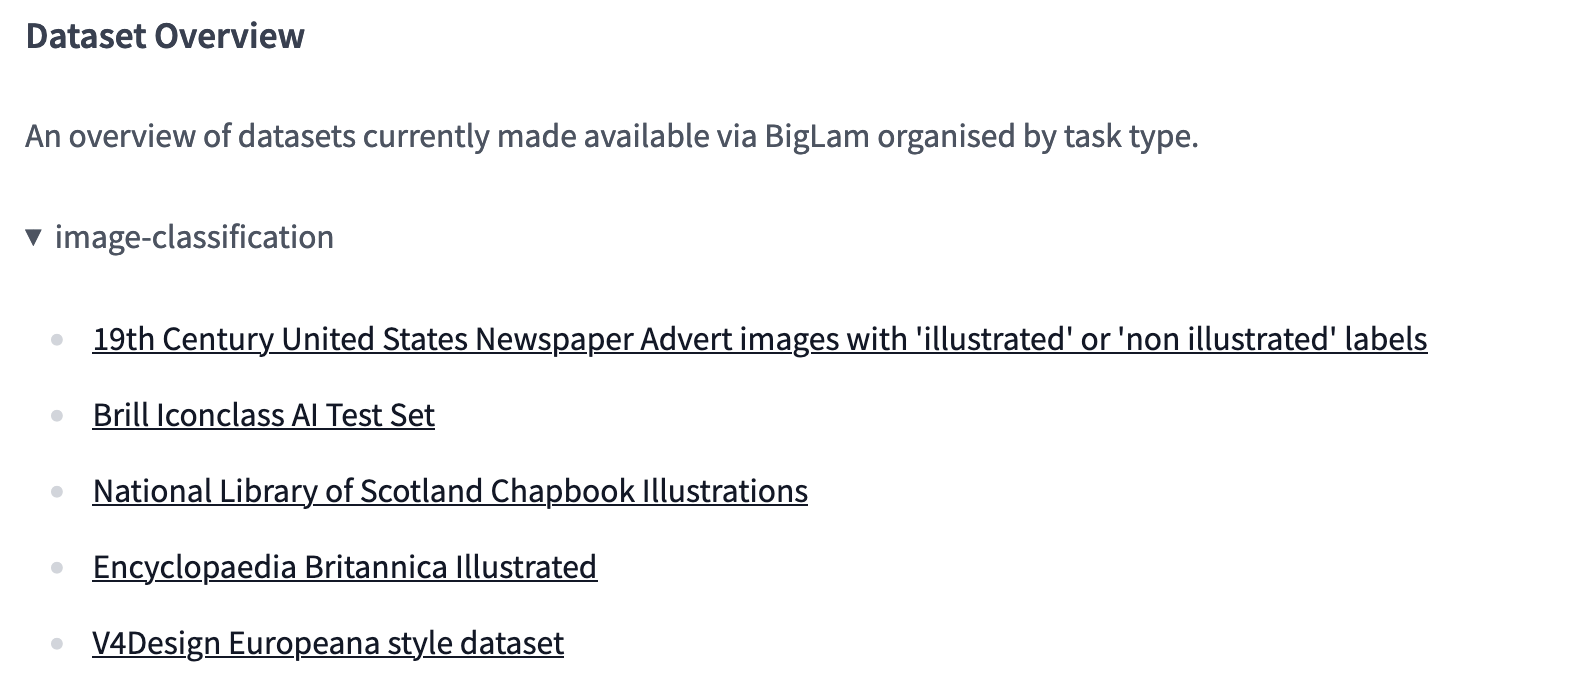 Dataset Overview
An overview of datasets currently made available via BigLam organised by task type.
▼ image-classification
• 19th Century United States Newspaper Advert images with 'illustrated' or 'non illustrated' labels
• Brill Iconclass AI Test Set
• National Library of Scotland Chapbook Illustrations
• Encyclopaedia Britannica Illustrated
• V4Design Europeana style dataset